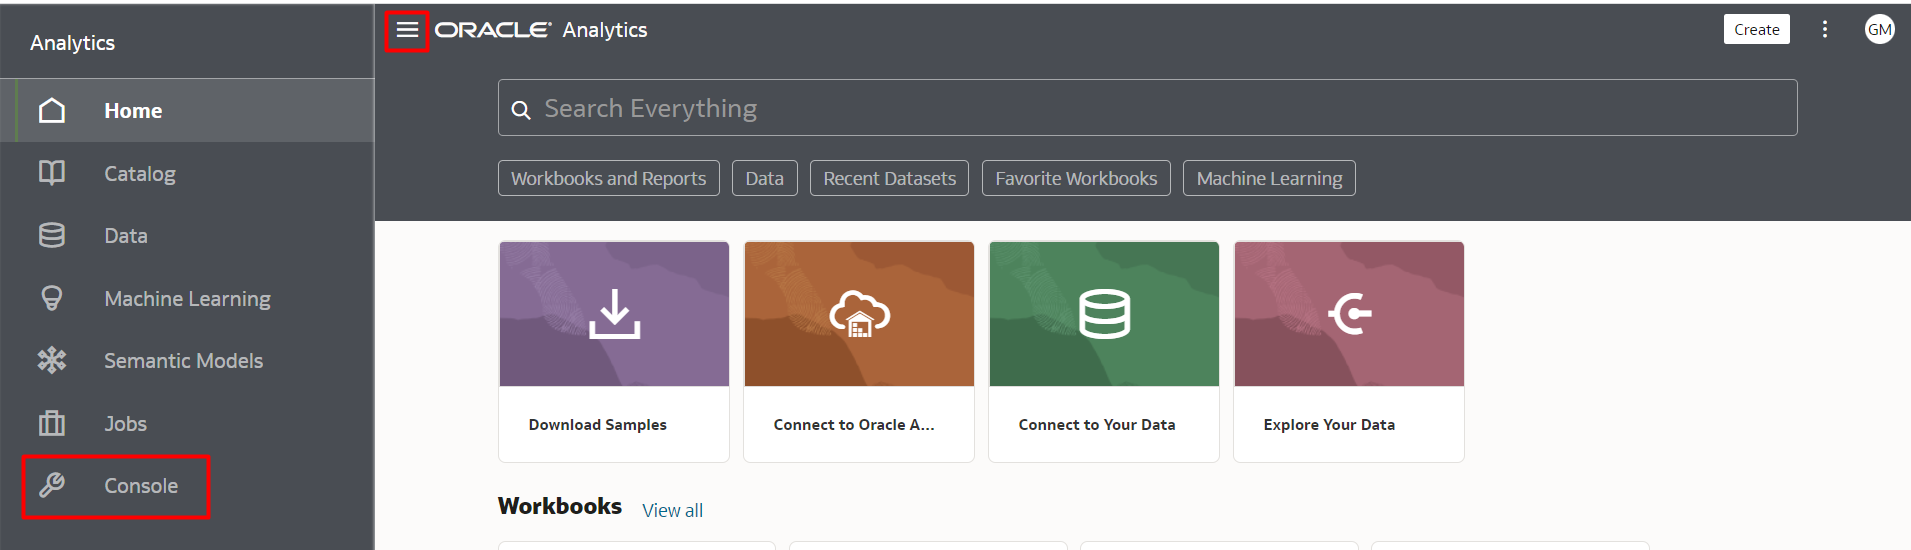 Analytics
Home
Catalog
Data
Machine Learning
Semantic Models
Jobs
Console
ORACLE® Analytics
Create
GM
Search Everything
Workbooks and Reports Data Recent Datasets Favorite Workbooks Machine Learning
Download Samples
Connect to Oracle A...
Connect to Your Data
Explore Your Data
Workbooks View all